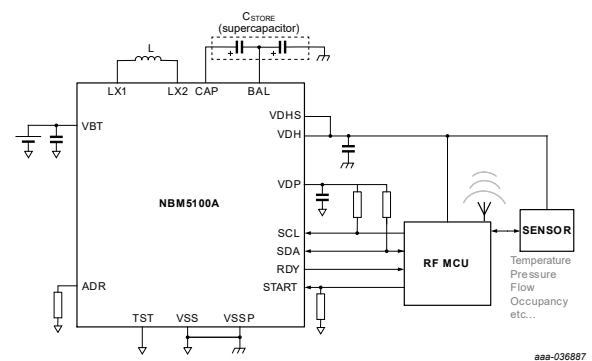 CSTORE
(supercapacitor)
L
LX1
LX2
CAP
BAL
VBT
VDHS
VDH
VDP
NBM5100A
SCL
SDA
RDY
START
ADR
TST
VSS
VSSP
RF MCU
SENSOR
Temperature
Pressure
Flow
Occupancy
etc...
+
+
aaa-036887